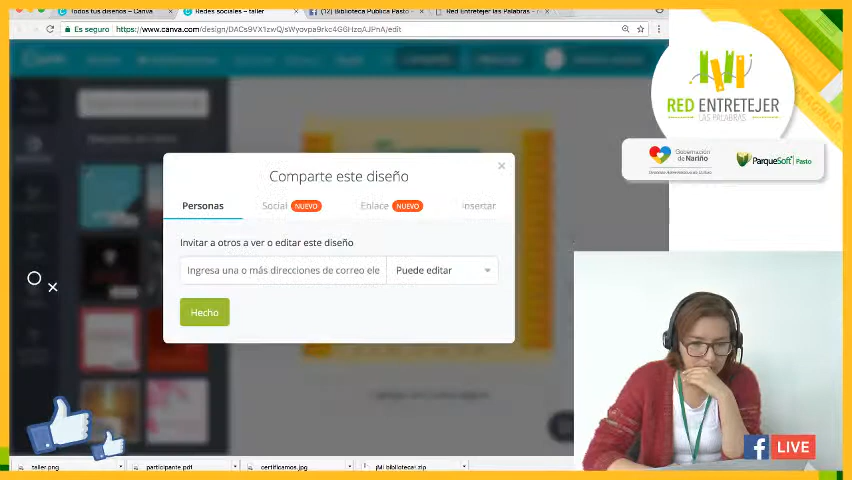 Todos tus diseños – Canva
Redes sociales – taller
(2) Biblioteca Pública Pasto
Red Entretejer las Palabras
Es seguro
https://www.canva.com/design/DACs9VX1zwQ/sWyovpa9rkc4G6HzoAJPnA/edit
RED ENTRETEJER
LAS PALABRAS
Gobernación
de Nariño
ParqueSoft Pasto
Comparte este diseño
×
Personas
Social NUEVO
Enlace NUEVO
Insertar
Invitar a otros a ver o editar este diseño
Ingresa una o más direcciones de correo ele
Puede editar
Hecho
f LIVE
taller.png
participante.pdf
certificamos.jpg
¡Mi biblioteca!.zip